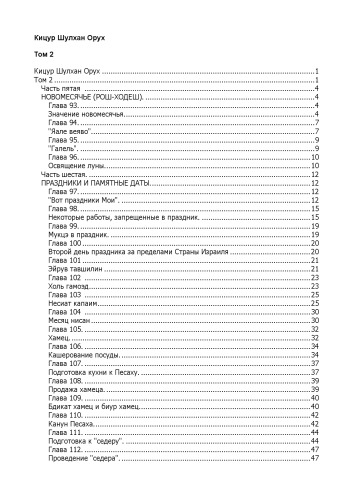 Кицур Шулхан Орух
Том 2
Кицур Шулхан Орух ........ 1
Том 2 ........ 1
Часть пятая ........ 4
НОВОМЕСЯЧЬЕ (РОШ-ХОДЕШ). ........ 4
Глава 93. ........ 4
Значение новомесячья. ........ 4
Глава 94. ........ 7
"Яале веяво" ........ 7
Глава 95. ........ 9
"Галель". ........ 9
Глава 96. ........ 10
Освящение луны. ........ 10
Часть шестая. ........ 12
ПРАЗДНИКИ И ПАМЯТНЫЕ ДАТЫ. ........ 12
Глава 97. ........ 12
"Вот праздники Мои". ........ 12
Глава 98. ........ 15
Некоторые работы, запрещенные в праздник. ........ 15
Глава 99. ........ 19
Мукцэ в праздник. ........ 19
Глава 100 ........ 20
Второй день праздника за пределами Страны Израиля ........ 20
Глава 101 ........ 21
Эйрув тавшилин ........ 21
Глава 102 ........ 23
Холь гамоэд. ........ 23
Глава 103 ........ 25
Несиат капаим ........ 25
Глава 104 ........ 30
Месяц нисан ........ 30
Глава 105. ........ 32
Хамец. ........ 32
Глава 106. ........ 34
Кашерование посуды. ........ 34
Глава 107. ........ 37
Подготовка кухни к Песаху. ........ 37
Глава 108. ........ 39
Продажа хамеца. ........ 39
Глава 109. ........ 40
Бдикат хамец и биур хамец. ........ 40
Глава 110. ........ 42
Канун Песаха. ........ 42
Глава 111. ........ 44
Подготовка к "седеру". ........ 44
Глава 112. ........ 47
Проведение "седера". ........ 47